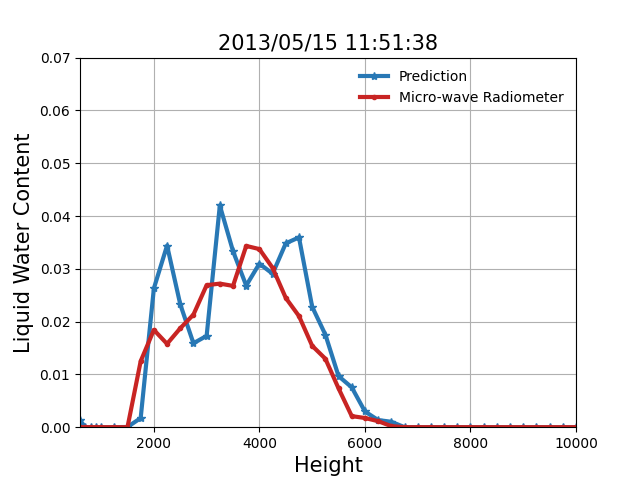 2013/05/15 11:51:38
0.07
0.06
0.05
0.04
0.03
0.02
0.01
0.00
Liquid Water Content
Prediction
Micro-wave Radiometer
2000 4000 6000 8000 10000
Height